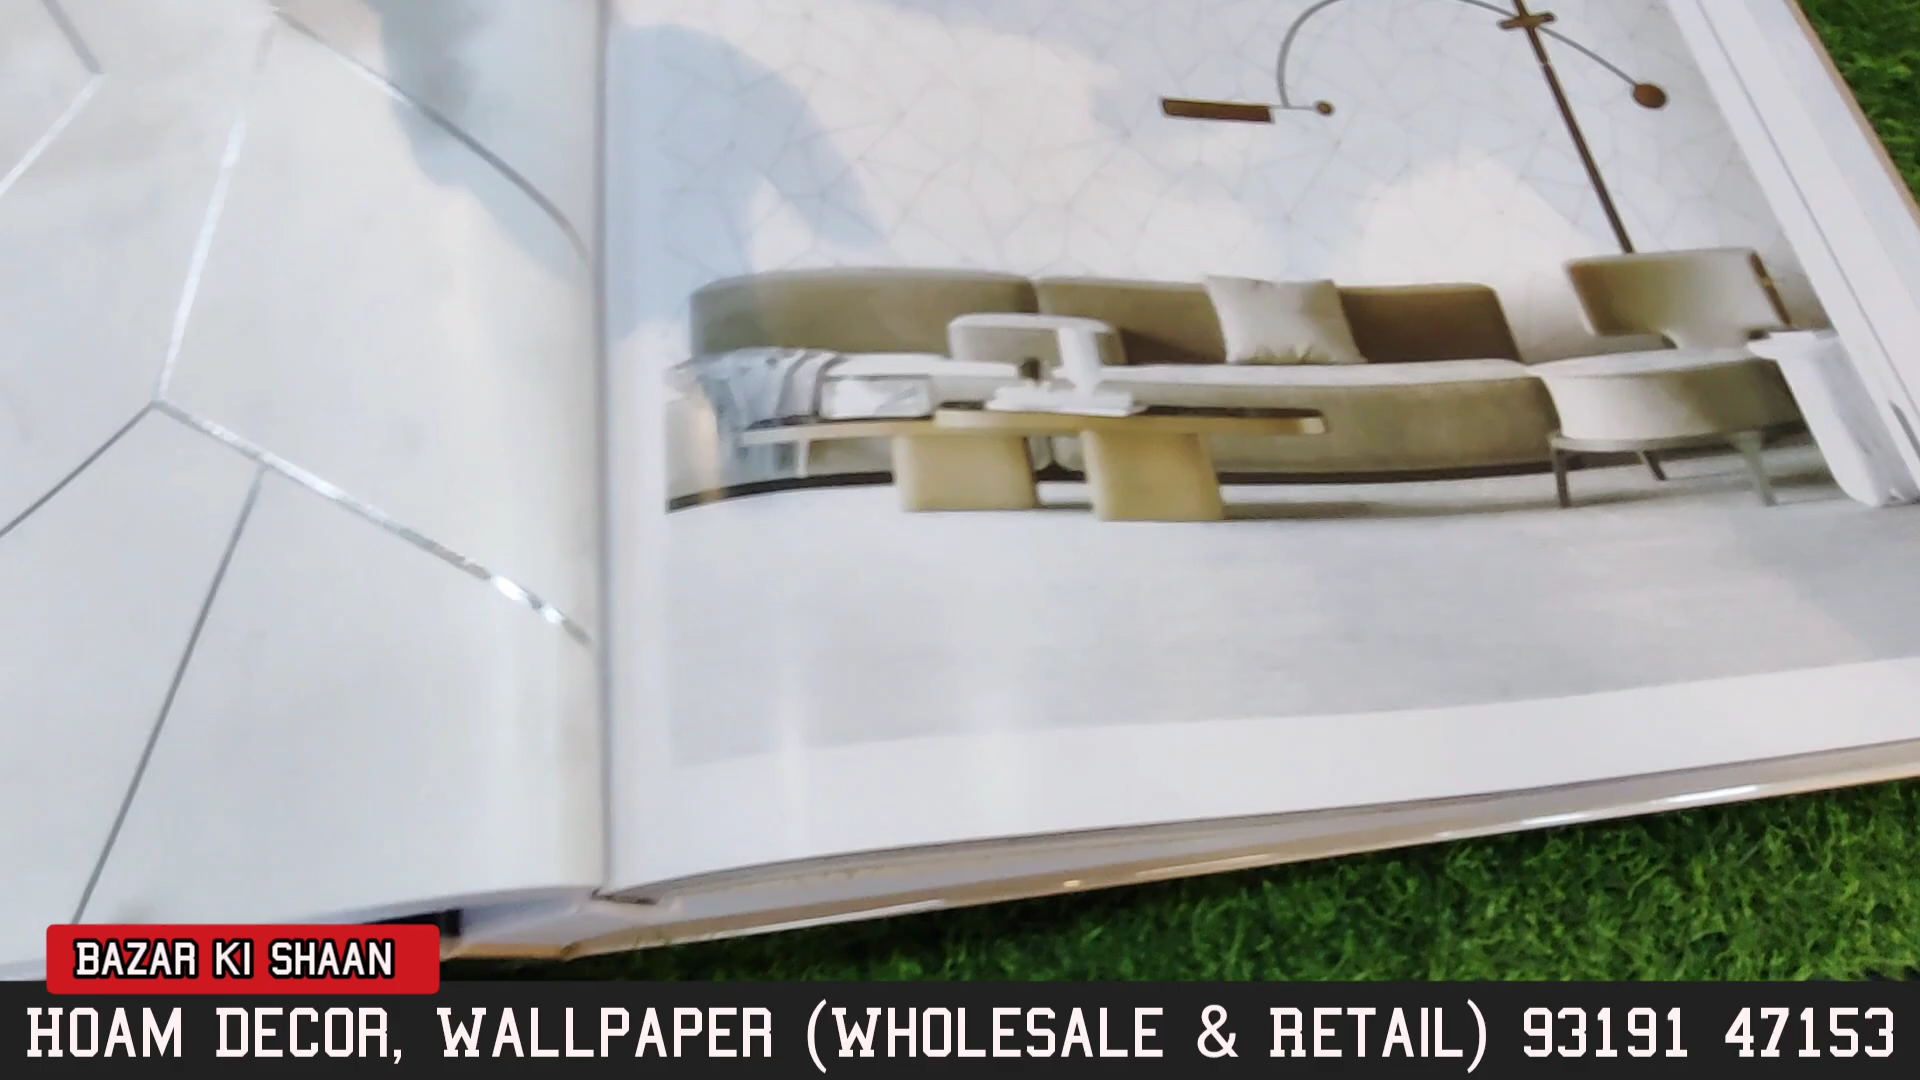 BAZAR KI SHAAN
HOAM DECOR, WALLPAPER (WHOLESALE & RETAIL) 93191 47153